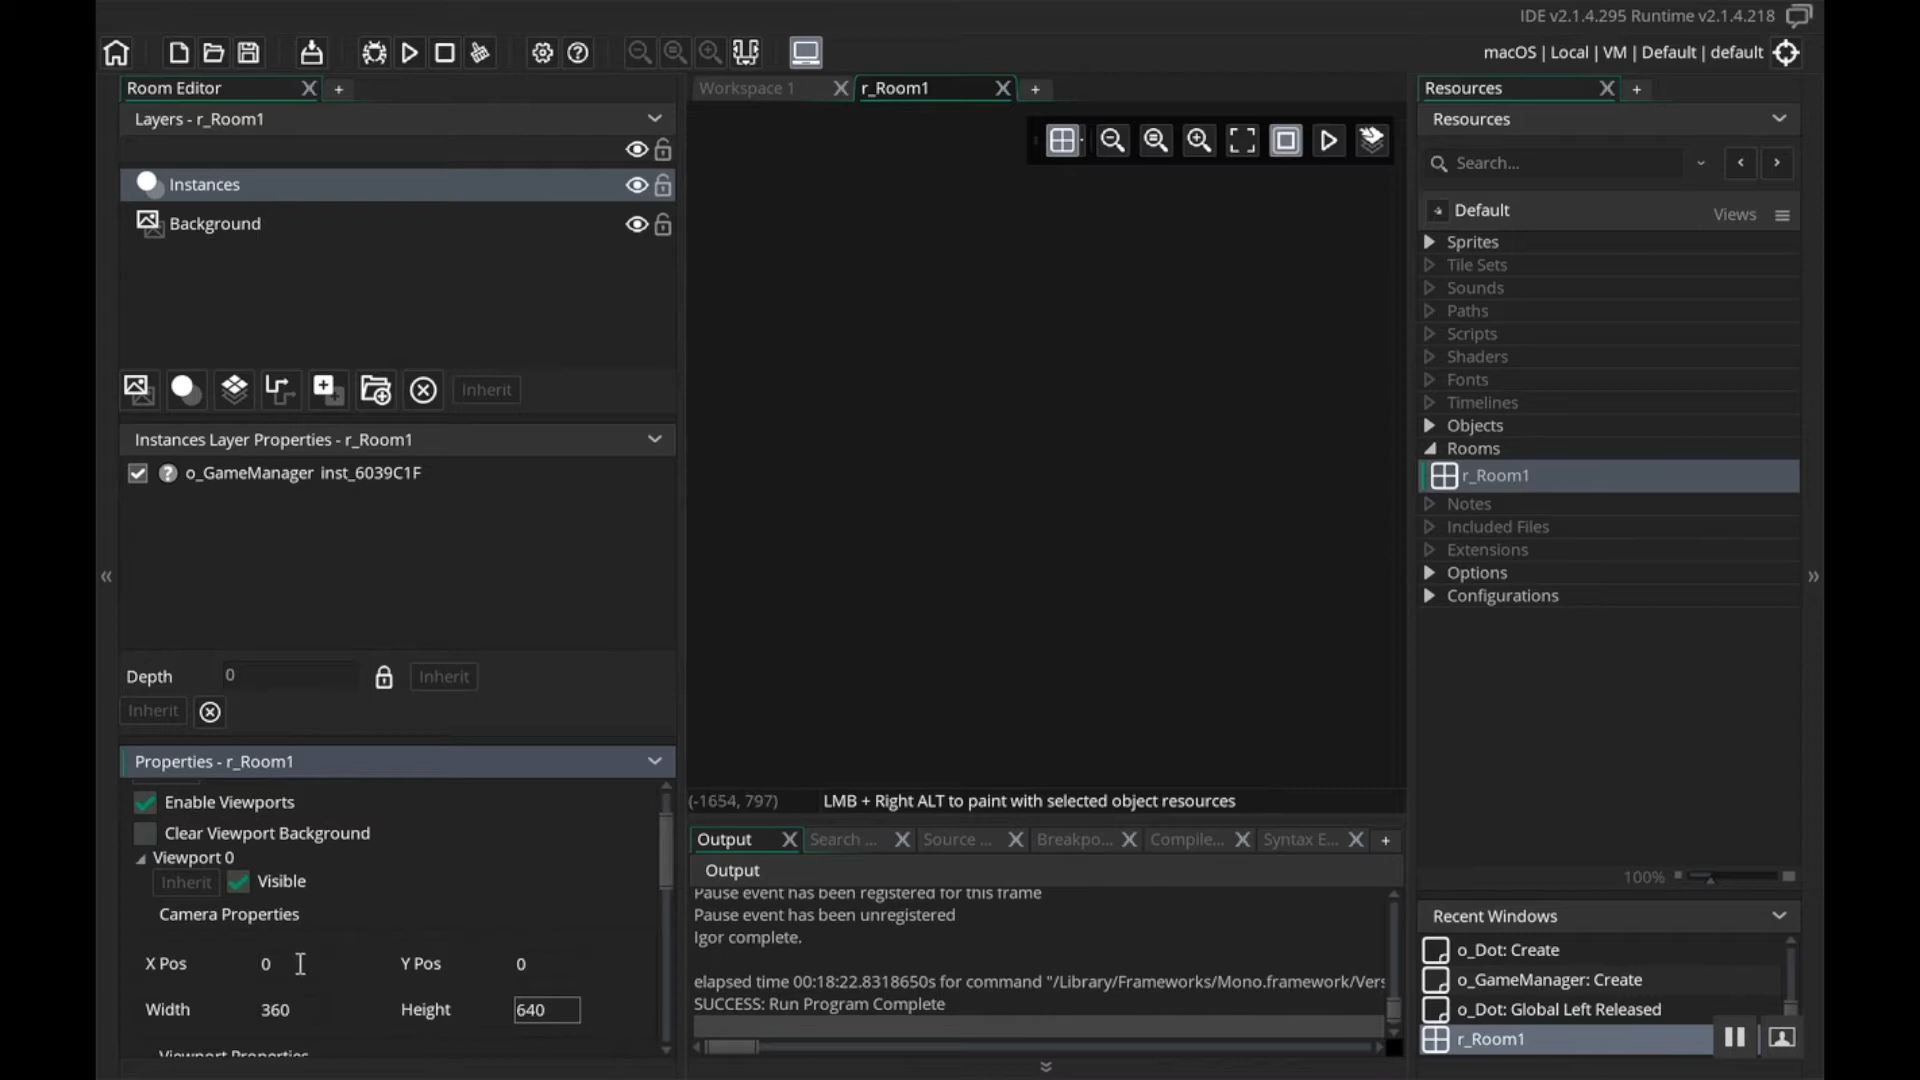 IDE v2.1.4.295 Runtime v2.1.4.218
macOS | Local | VM | Default | default
Room Editor
Workspace 1
r_Room1
Resources
Layers - r_Room1
Resources
Search...
Instances
Background
Default
Views
Sprites
Tile Sets
Sounds
Paths
Scripts
Shaders
Fonts
Timelines
Objects
Rooms
r_Room1
Notes
Included Files
Extensions
Options
Configurations
Inherit
Instances Layer Properties - r_Room1
o_GameManager inst_6039C1F
Depth 0 Inherit
Inherit
Properties - r_Room1
Enable Viewports
Clear Viewport Background
Viewport 0
Inherit Visible
Camera Properties
X Pos 0 Y Pos 0
Width 360 Height 640
Viewport Properties
(-1654, 797) LMB + Right ALT to paint with selected object resources
Output Search ... Source ... Breakpo... Compile... Syntax E...
Output
Pause event has been registered for this frame
Pause event has been unregistered
Igor complete.
elapsed time 00:18:22.8318650s for command "/Library/Frameworks/Mono.framework/Vers
SUCCESS: Run Program Complete
100%
Recent Windows
o_Dot: Create
o_GameManager: Create
o_Dot: Global Left Released
r_Room1